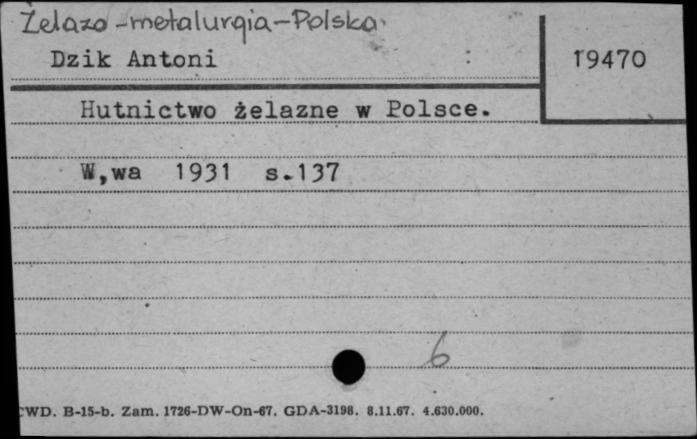 Żelazo-metalurgia-Polska
Dzik Antoni
19470
Hutnictwo żelazne w Polsce.
W,wa 1931 s.137
6
CWD. B-15-b. Zam. 1726-DW-On-67. GDA-3198. 8.11.67. 4.630.000.